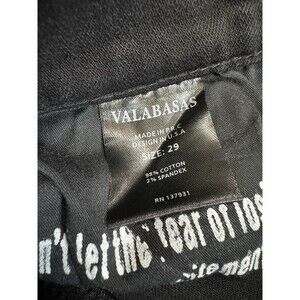 VALABASAS
MADE IN P.R.C
DESIGN IN U.S.A
SIZE: 29
98% COTTON
2% SPANDEX
RN 137931
n't let the fear of los